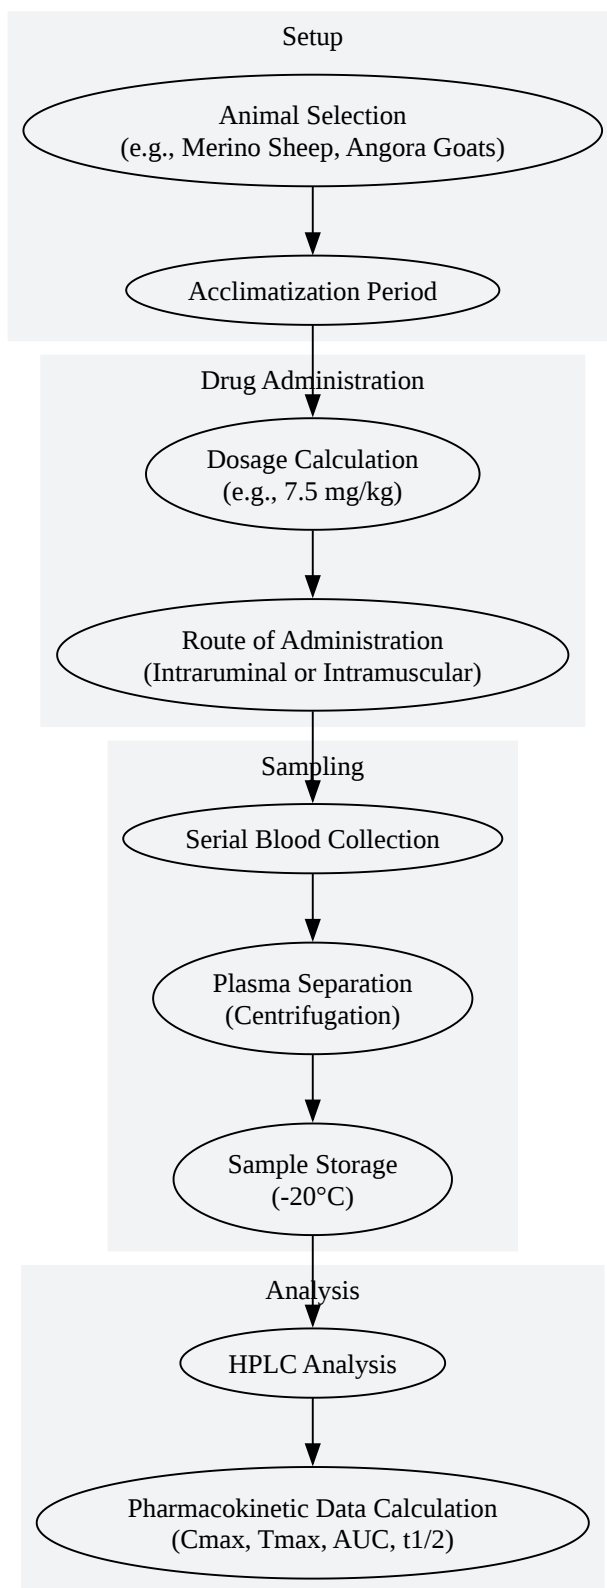 Setup
Animal Selection
(e.g., Merino Sheep, Angora Goats)
Acclimatization Period
Drug Administration
Dosage Calculation
(e.g., 7.5 mg/kg)
Route of Administration
(Intraruminal or Intramuscular)
Sampling
Serial Blood Collection
Plasma Separation
(Centrifugation)
Sample Storage
(-20°C)
Analysis
HPLC Analysis
Pharmacokinetic Data Calculation
(Cmax, Tmax, AUC, t1/2)